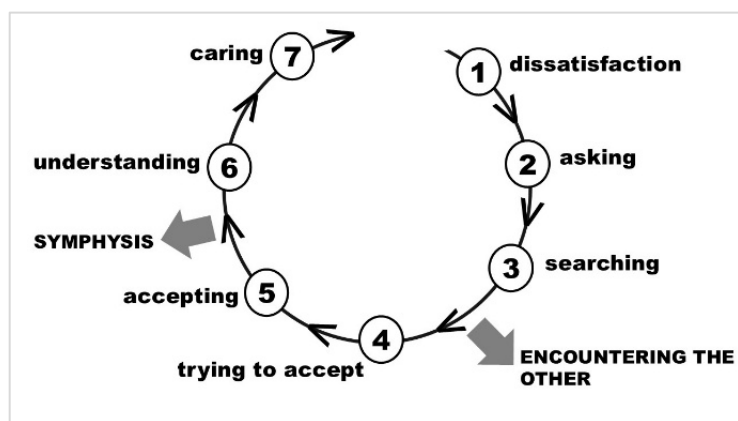 1
dissatisfaction
2
asking
3
searching
ENCOUNTERING THE
OTHER
4
trying to accept
5
accepting
SYMPHYSIS
6
understanding
7
caring